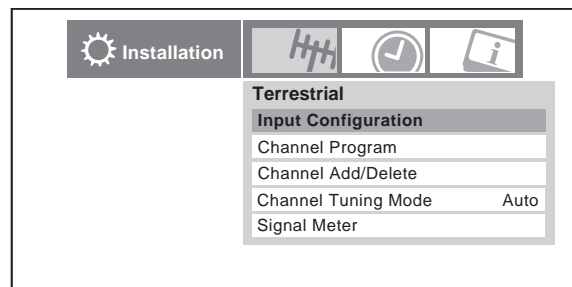 Installation
i
Terrestrial
Input Configuration
Channel Program
Channel Add/Delete
Channel Tuning Mode Auto
Signal Meter